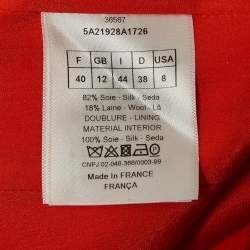 36567
5A21928A1726
F GB I D USA
40 12 44 38 8
82% Soie - Silk - Seda
18% Laine - Wool - Lã
DOUBLURE - LINING
MATERIAL INTERIOR
100% Soie - Silk - Seda
CNPJ 02-046-366/0003-99
Made in FRANCE
FRANÇA